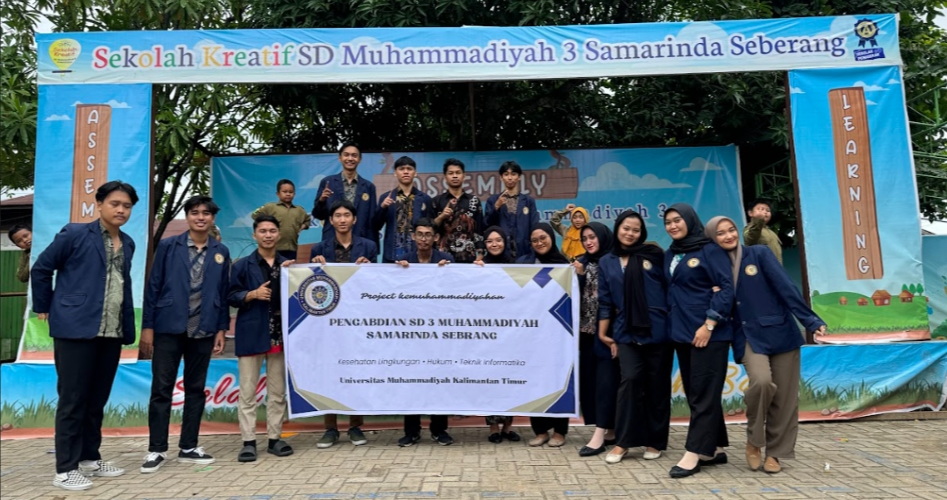 Sekolah Kreatif SD Muhammadiyah 3 Samarinda Seberang
ASSEM
LEARNING
ASSEMBLY
Project kemuhammadiyahan
PENGABDIAN SD 3 MUHAMMADIYAH
SAMARINDA SEBRANG
Kesehatan Lingkungan • Hukum • Teknik Informatika
Universitas Muhammadiyah Kalimantan Timur